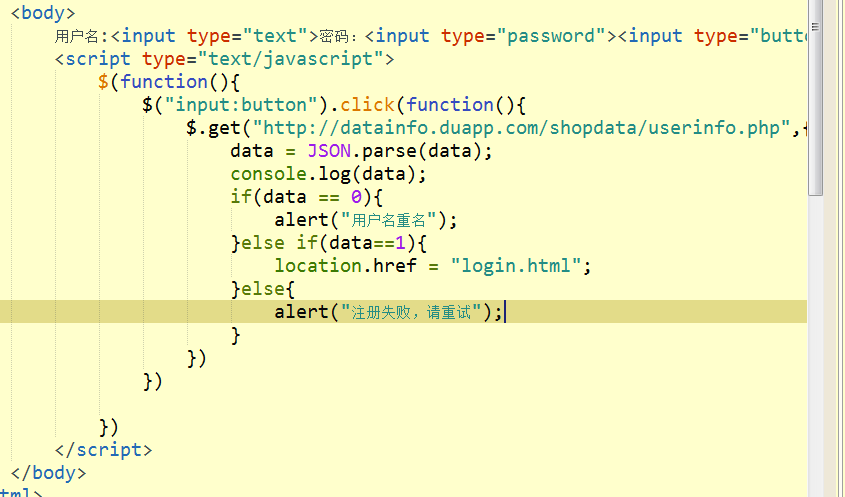 <body>
用户名:<input type="text">密码：<input type="password"><input type="butt
<script type="text/javascript">
$(function(){
$("input:button").click(function(){
$.get("http://datainfo.duapp.com/shopdata/userinfo.php",{
data = JSON.parse(data);
console.log(data);
if(data == 0){
alert("用户名重名");
}else if(data==1){
location.href = "login.html";
}else{
alert("注册失败，请重试");
}
})
})
})
</script>
</body>
tml>